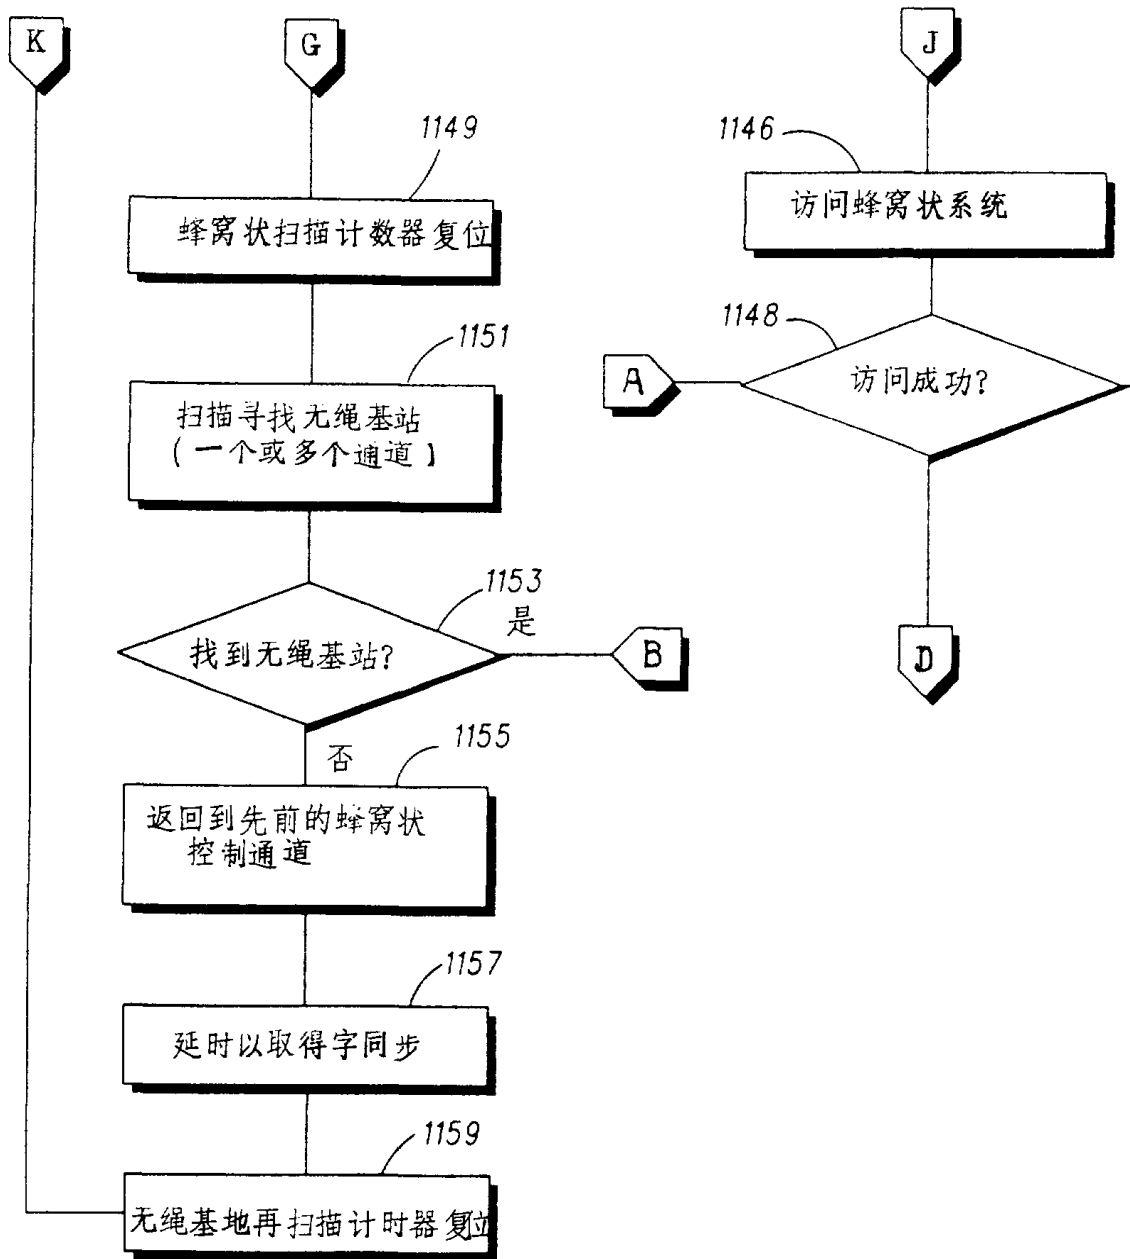 K
G
J
1149
蜂窝状扫描计数器复位
1146
访问蜂窝状系统
1151
扫描寻找无绳基站
(一个或多个通道)
1148
访问成功?
A
1153
找到无绳基站?
是
B
D
否
1155
返回到先前的蜂窝状
控制通道
1157
延时以取得字同步
1159
无绳基地再扫描计时器复位